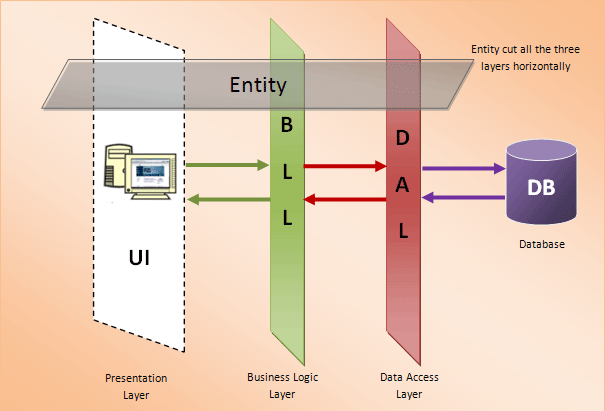 Entity cut all the three
layers horizontally
Entity
B
L
L
D
A
L
UI
DB
Database
Presentation
Layer
Business Logic
Layer
Data Access
Layer